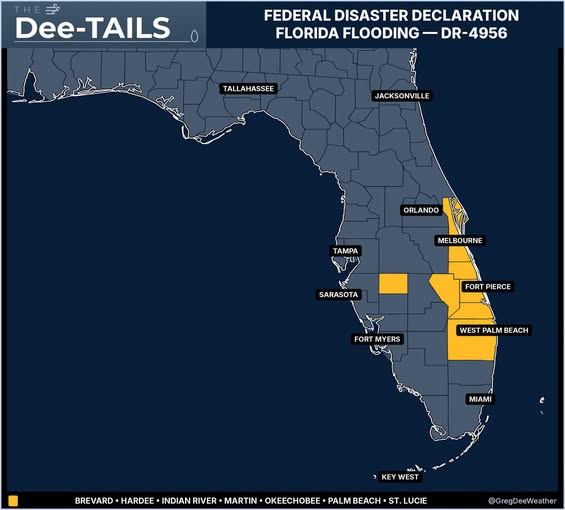 THE
Dee-TAILS
FEDERAL DISASTER DECLARATION
FLORIDA FLOODING — DR-4956
TALLAHASSEE
JACKSONVILLE
ORLANDO
MELBOURNE
TAMPA
FORT PIERCE
SARASOTA
WEST PALM BEACH
FORT MYERS
MIAMI
KEY WEST
BREVARD • HARDEE • INDIAN RIVER • MARTIN • OKEECHOBEE • PALM BEACH • ST. LUCIE
@GregDeeWeather